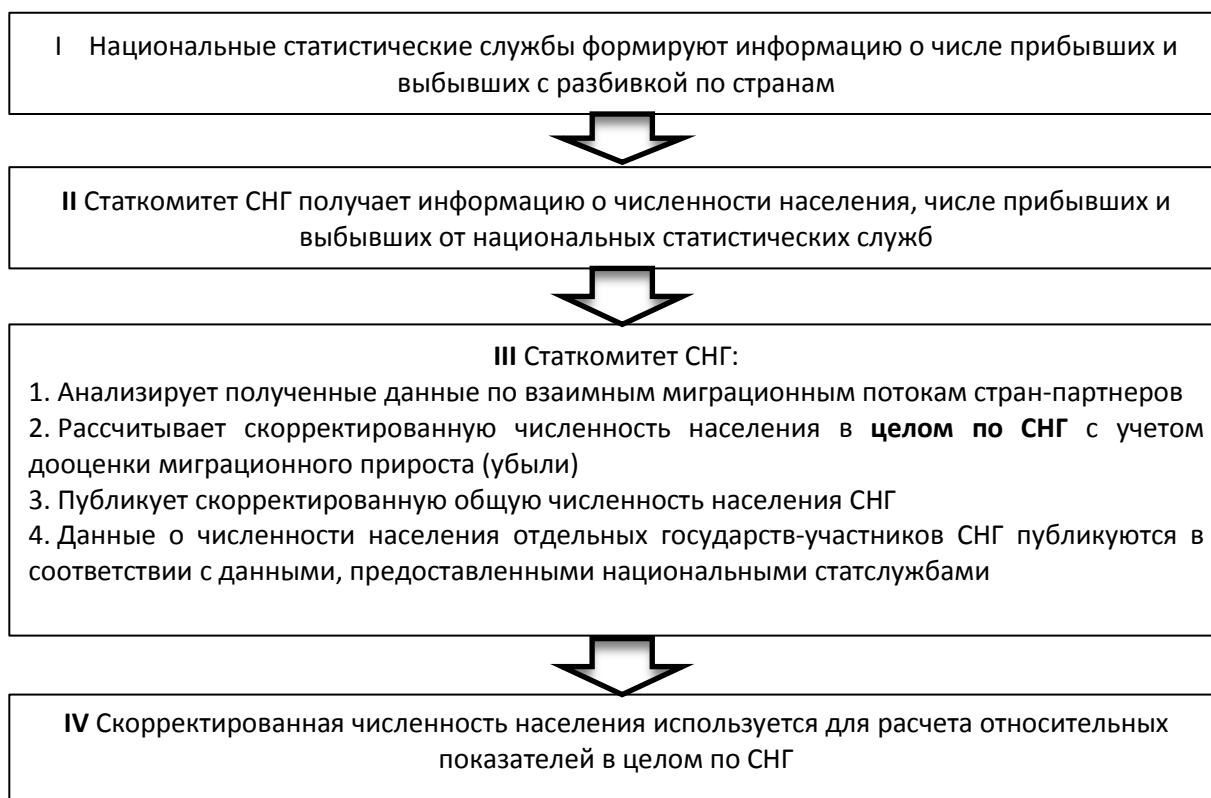 I Национальные статистические службы формируют информацию о числе прибывших и
выбывших с разбивкой по странам
II Статкомитет СНГ получает информацию о численности населения, числе прибывших и
выбывших от национальных статистических служб
III Статкомитет СНГ:
1. Анализирует полученные данные по взаимным миграционным потокам стран-партнеров
2. Рассчитывает скорректированную численность населения в целом по СНГ с учетом
дооценки миграционного прироста (убыли)
3. Публикует скорректированную общую численность населения СНГ
4. Данные о численности населения отдельных государств-участников СНГ публикуются в
соответствии с данными, предоставленными национальными статслужбами
IV Скорректированная численность населения используется для расчета относительных
показателей в целом по СНГ